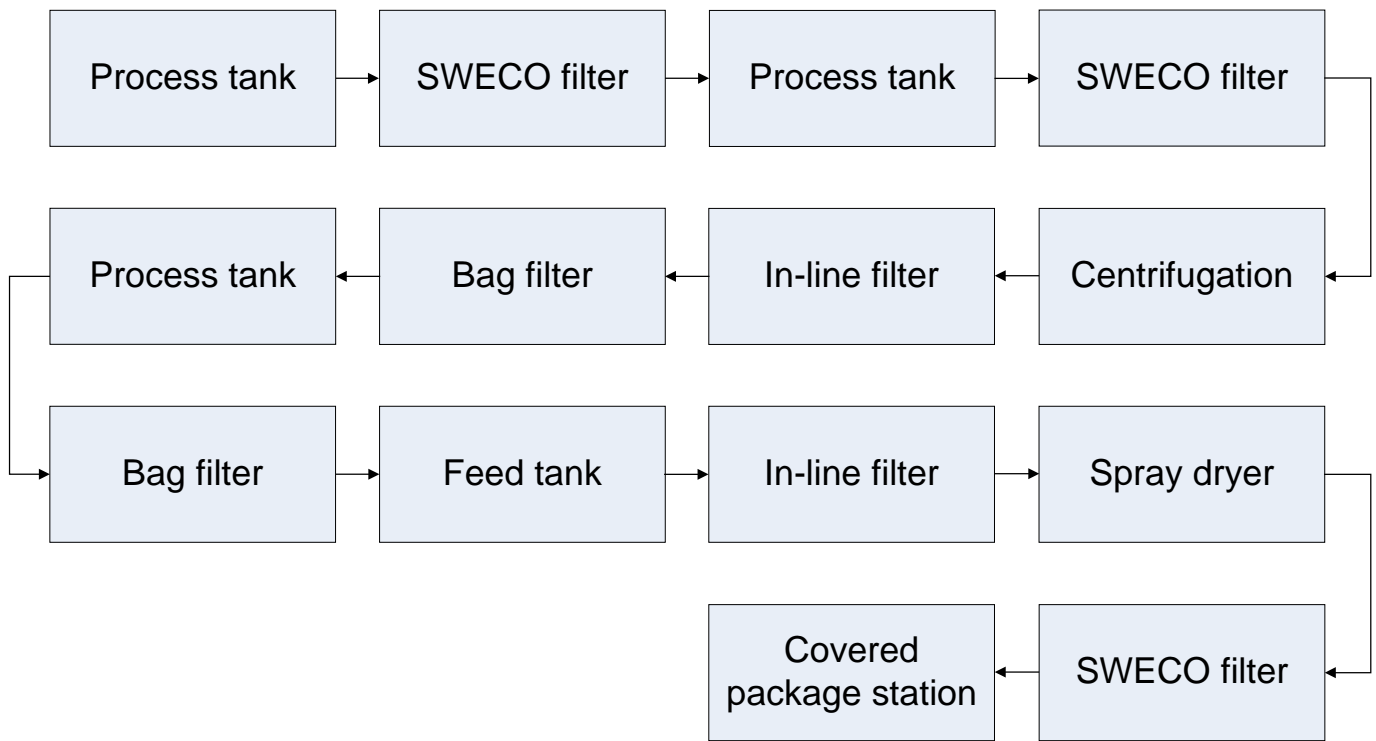 Process tank
SWECO filter
Process tank
SWECO filter
Process tank
Bag filter
In-line filter
Centrifugation
Bag filter
Feed tank
In-line filter
Spray dryer
Covered
package station
SWECO filter